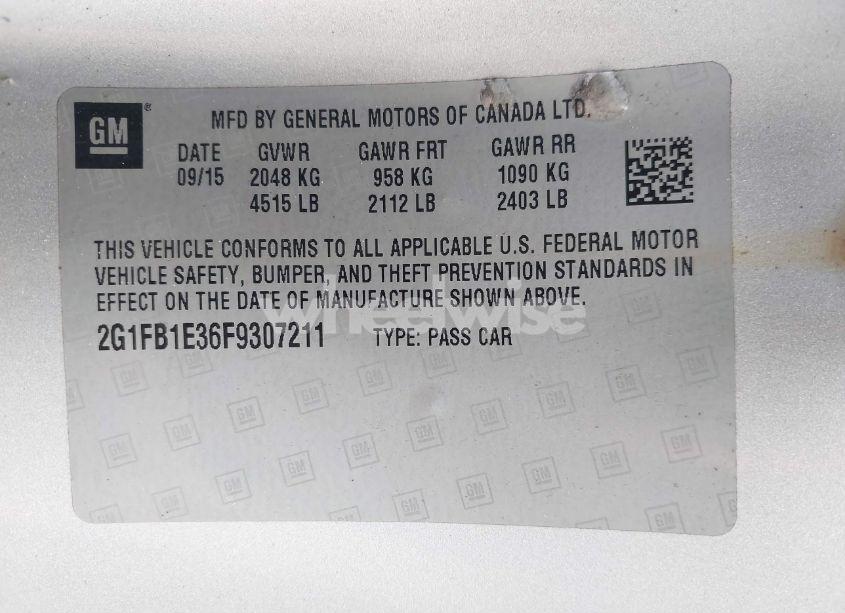 GM ®
MFD BY GENERAL MOTORS OF CANADA LTD.
DATE GVWR GAWR FRT GAWR RR
09/15 2048 KG 958 KG 1090 KG
4515 LB 2112 LB 2403 LB
THIS VEHICLE CONFORMS TO ALL APPLICABLE U.S. FEDERAL MOTOR
VEHICLE SAFETY, BUMPER, AND THEFT PREVENTION STANDARDS IN
EFFECT ON THE DATE OF MANUFACTURE SHOWN ABOVE.
wheelwise
2G1FB1E36F9307211 TYPE: PASS CAR